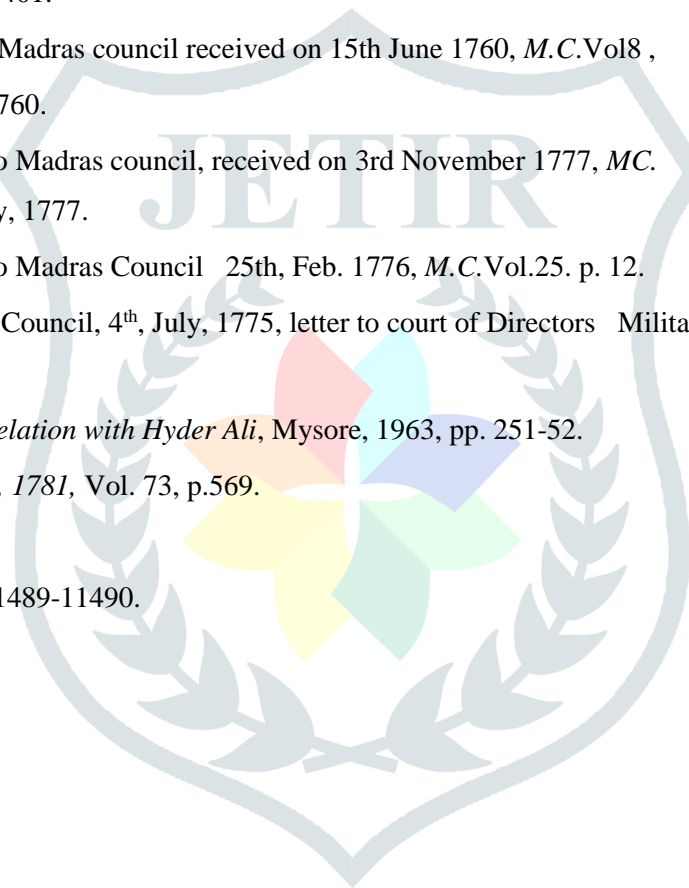 Madras council received on 15th June 1760, M.C.Vol8 ,
760.
o Madras council, received on 3rd November 1777, MC.
y, 1777.
o Madras Council 25th, Feb. 1776, M.C.Vol.25. p. 12.
Council, 4th, July, 1775, letter to court of Directors Milita
elation with Hyder Ali, Mysore, 1963, pp. 251-52.
, 1781, Vol. 73, p.569.
1489-11490.
JETIR